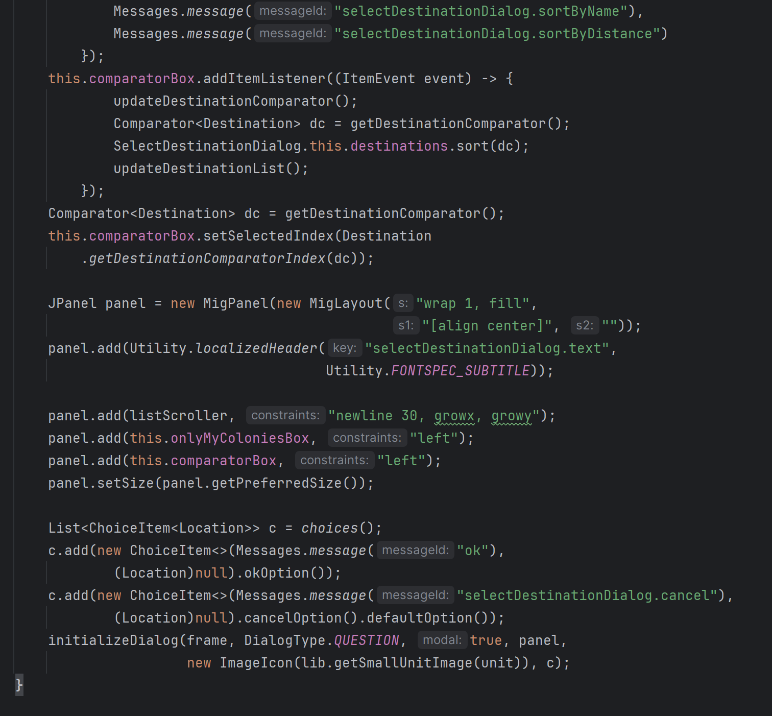 Messages.message( messageId: "selectDestinationDialog.sortByName"),
Messages.message( messageId: "selectDestinationDialog.sortByDistance")
});
this.comparatorBox.addItemListener((ItemEvent event) -> {
updateDestinationComparator();
Comparator<Destination> dc = getDestinationComparator();
SelectDestinationDialog.this.destinations.sort(dc);
updateDestinationList();
});
Comparator<Destination> dc = getDestinationComparator();
this.comparatorBox.setSelectedIndex(Destination
.getDestinationComparatorIndex(dc));
JPanel panel = new MigPanel(new MigLayout( s: "wrap 1, fill",
s1: "[align center]", s2: ""));
panel.add(Utility.localizedHeader( key: "selectDestinationDialog.text",
Utility.FONTSPEC_SUBTITLE));
panel.add(listScroller, constraints: "newline 30, growx, growy");
panel.add(this.onlyMyColoniesBox, constraints: "left");
panel.add(this.comparatorBox, constraints: "left");
panel.setSize(panel.getPreferredSize());
List<ChoiceItem<Location>> c = choices();
c.add(new ChoiceItem<>(Messages.message( messageId: "ok"),
(Location)null).okOption());
c.add(new ChoiceItem<>(Messages.message( messageId: "selectDestinationDialog.cancel"),
(Location)null).cancelOption().defaultOption());
initializeDialog(frame, DialogType.QUESTION, modal: true, panel,
new ImageIcon(lib.getSmallUnitImage(unit)), c);
}